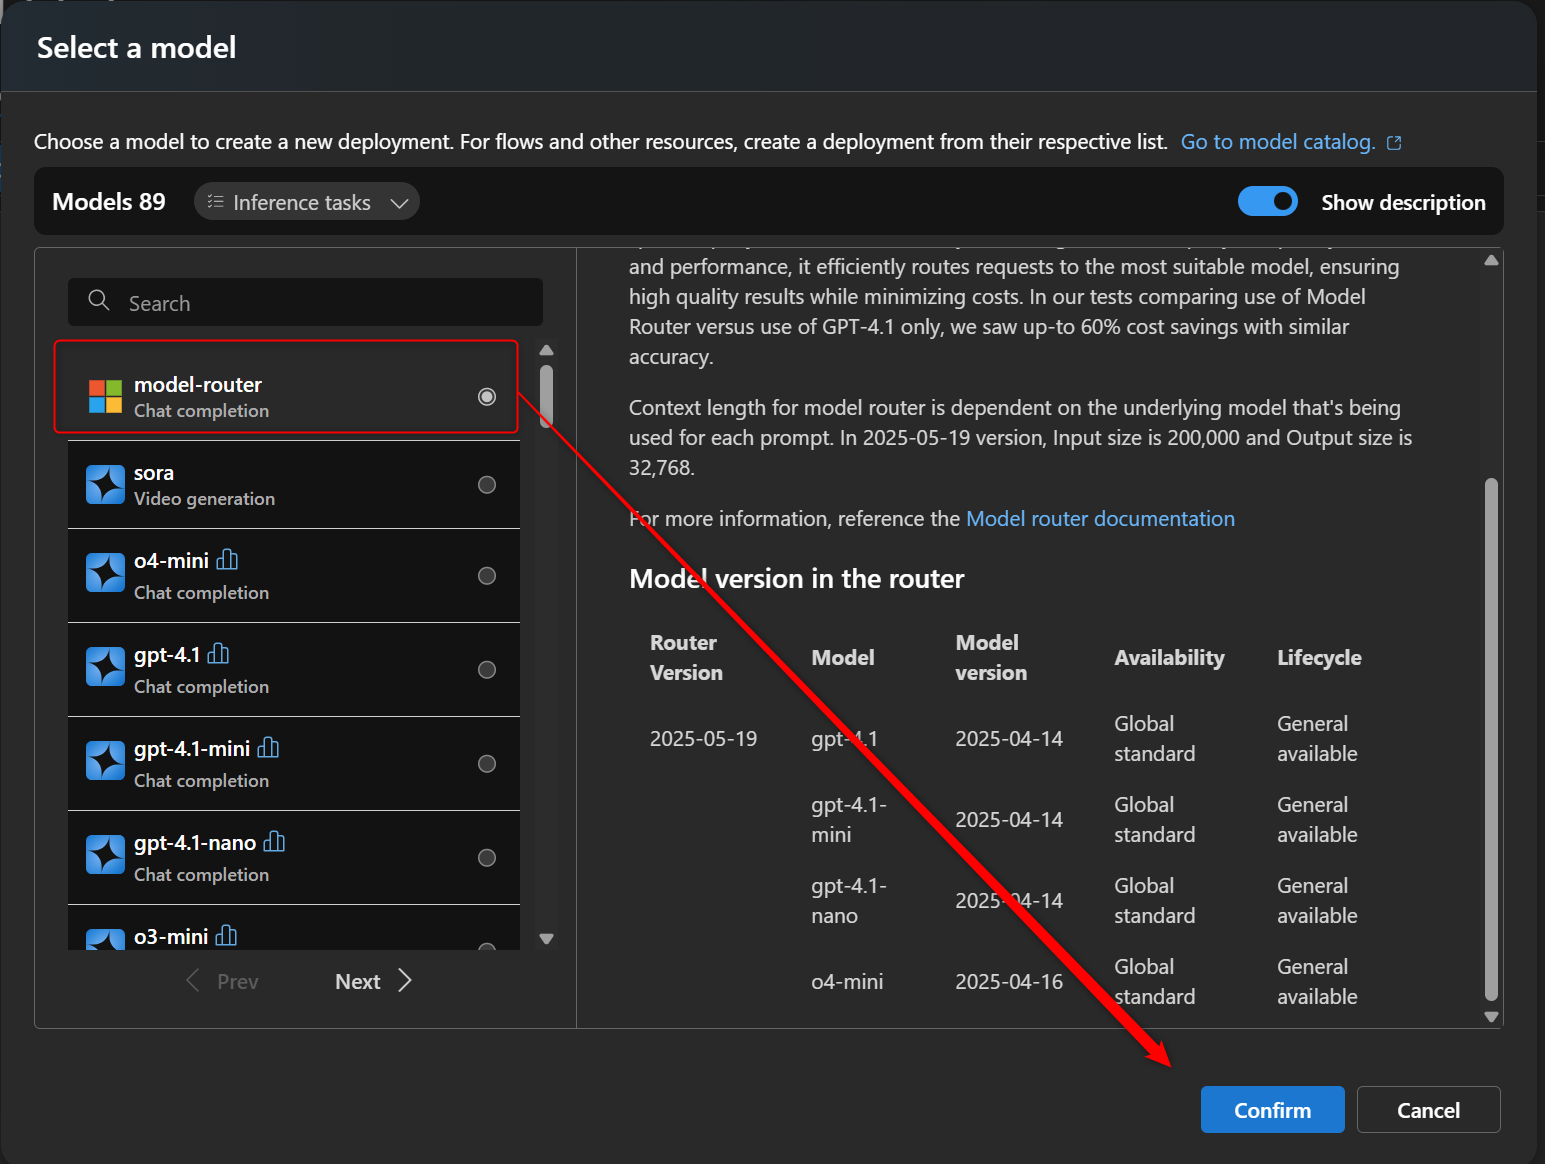 Select a model
Choose a model to create a new deployment. For flows and other resources, create a deployment from their respective list. Go to model catalog.
Models 89
Inference tasks
Show description
Search
model-router
Chat completion
sora
Video generation
o4-mini
Chat completion
gpt-4.1
Chat completion
gpt-4.1-mini
Chat completion
gpt-4.1-nano
Chat completion
o3-mini
Prev
Next
and performance, it efficiently routes requests to the most suitable model, ensuring
high quality results while minimizing costs. In our tests comparing use of Model
Router versus use of GPT-4.1 only, we saw up-to 60% cost savings with similar
accuracy.
Context length for model router is dependent on the underlying model that's being
used for each prompt. In 2025-05-19 version, Input size is 200,000 and Output size is
32,768.
For more information, reference the Model router documentation
Model version in the router
Router Version Model Model version Availability Lifecycle
2025-05-19 gpt-4.1 2025-04-14 Global standard General available
gpt-4.1-mini 2025-04-14 Global standard General available
gpt-4.1-nano 2025-04-14 Global standard General available
o4-mini 2025-04-16 Global standard General available
Confirm
Cancel